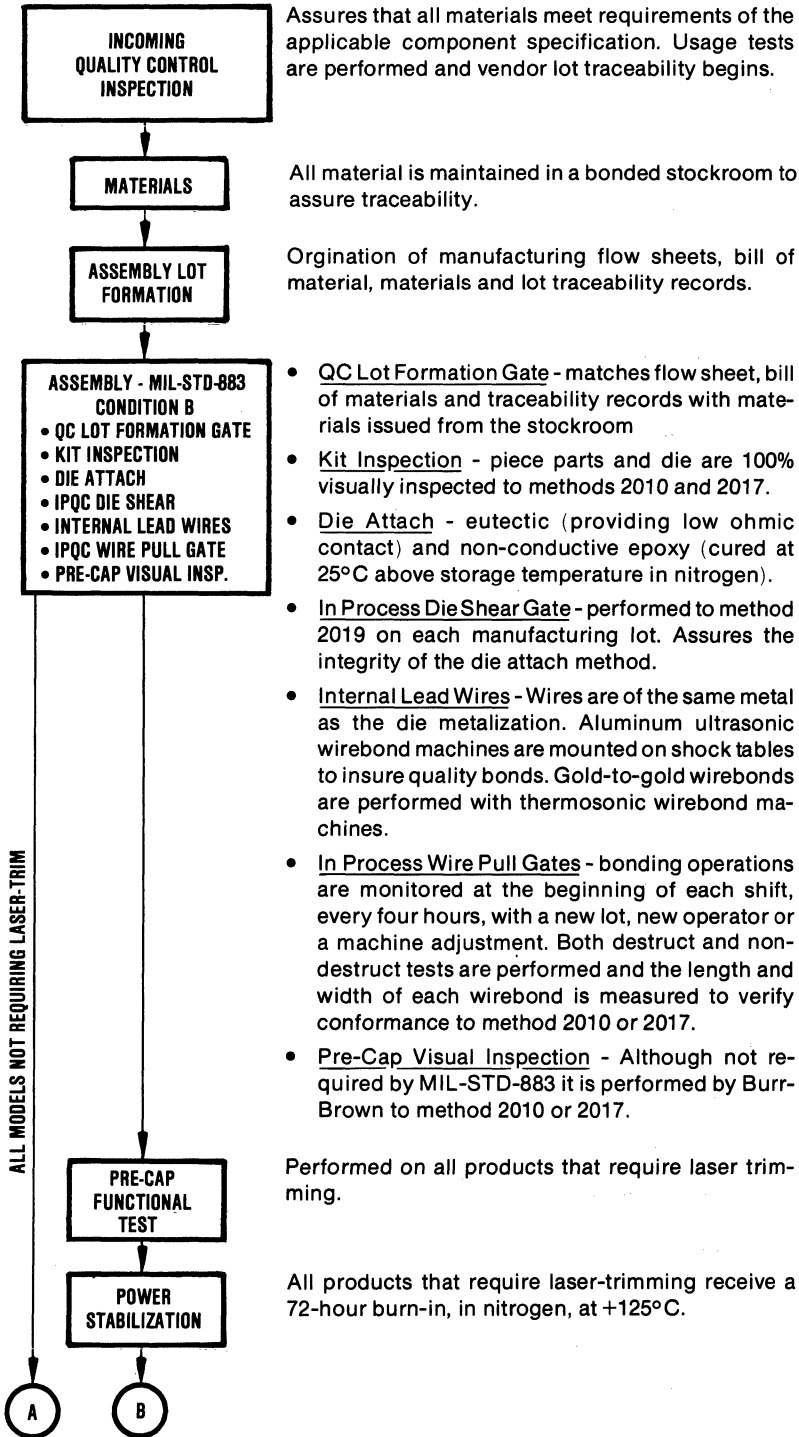 INCOMING
QUALITY CONTROL
INSPECTION
Assures that all materials meet requirements of the
applicable component specification. Usage tests
are performed and vendor lot traceability begins.
MATERIALS
All material is maintained in a bonded stockroom to
assure traceability.
ASSEMBLY LOT
FORMATION
Orgination of manufacturing flow sheets, bill of
material, materials and lot traceability records.
ASSEMBLY - MIL-STD-883
CONDITION B
• QC LOT FORMATION GATE
• KIT INSPECTION
• DIE ATTACH
• IPQC DIE SHEAR
• INTERNAL LEAD WIRES
• IPQC WIRE PULL GATE
• PRE-CAP VISUAL INSP.
• QC Lot Formation Gate - matches flow sheet, bill
of materials and traceability records with mate-
rials issued from the stockroom
• Kit Inspection - piece parts and die are 100%
visually inspected to methods 2010 and 2017.
• Die Attach - eutectic (providing low ohmic
contact) and non-conductive epoxy (cured at
25°C above storage temperature in nitrogen).
• In Process Die Shear Gate - performed to method
2019 on each manufacturing lot. Assures the
integrity of the die attach method.
• Internal Lead Wires - Wires are of the same metal
as the die metalization. Aluminum ultrasonic
wirebond machines are mounted on shock tables
to insure quality bonds. Gold-to-gold wirebonds
are performed with thermosonic wirebond ma-
chines.
• In Process Wire Pull Gates - bonding operations
are monitored at the beginning of each shift,
every four hours, with a new lot, new operator or
a machine adjustment. Both destruct and non-
destruct tests are performed and the length and
width of each wirebond is measured to verify
conformance to method 2010 or 2017.
• Pre-Cap Visual Inspection - Although not re-
quired by MIL-STD-883 it is performed by Burr-
Brown to method 2010 or 2017.
ALL MODELS NOT REQUIRING LASER-TRIM
PRE-CAP
FUNCTIONAL
TEST
Performed on all products that require laser trim-
ming.
POWER
STABILIZATION
All products that require laser-trimming receive a
72-hour burn-in, in nitrogen, at +125°C.
A
B